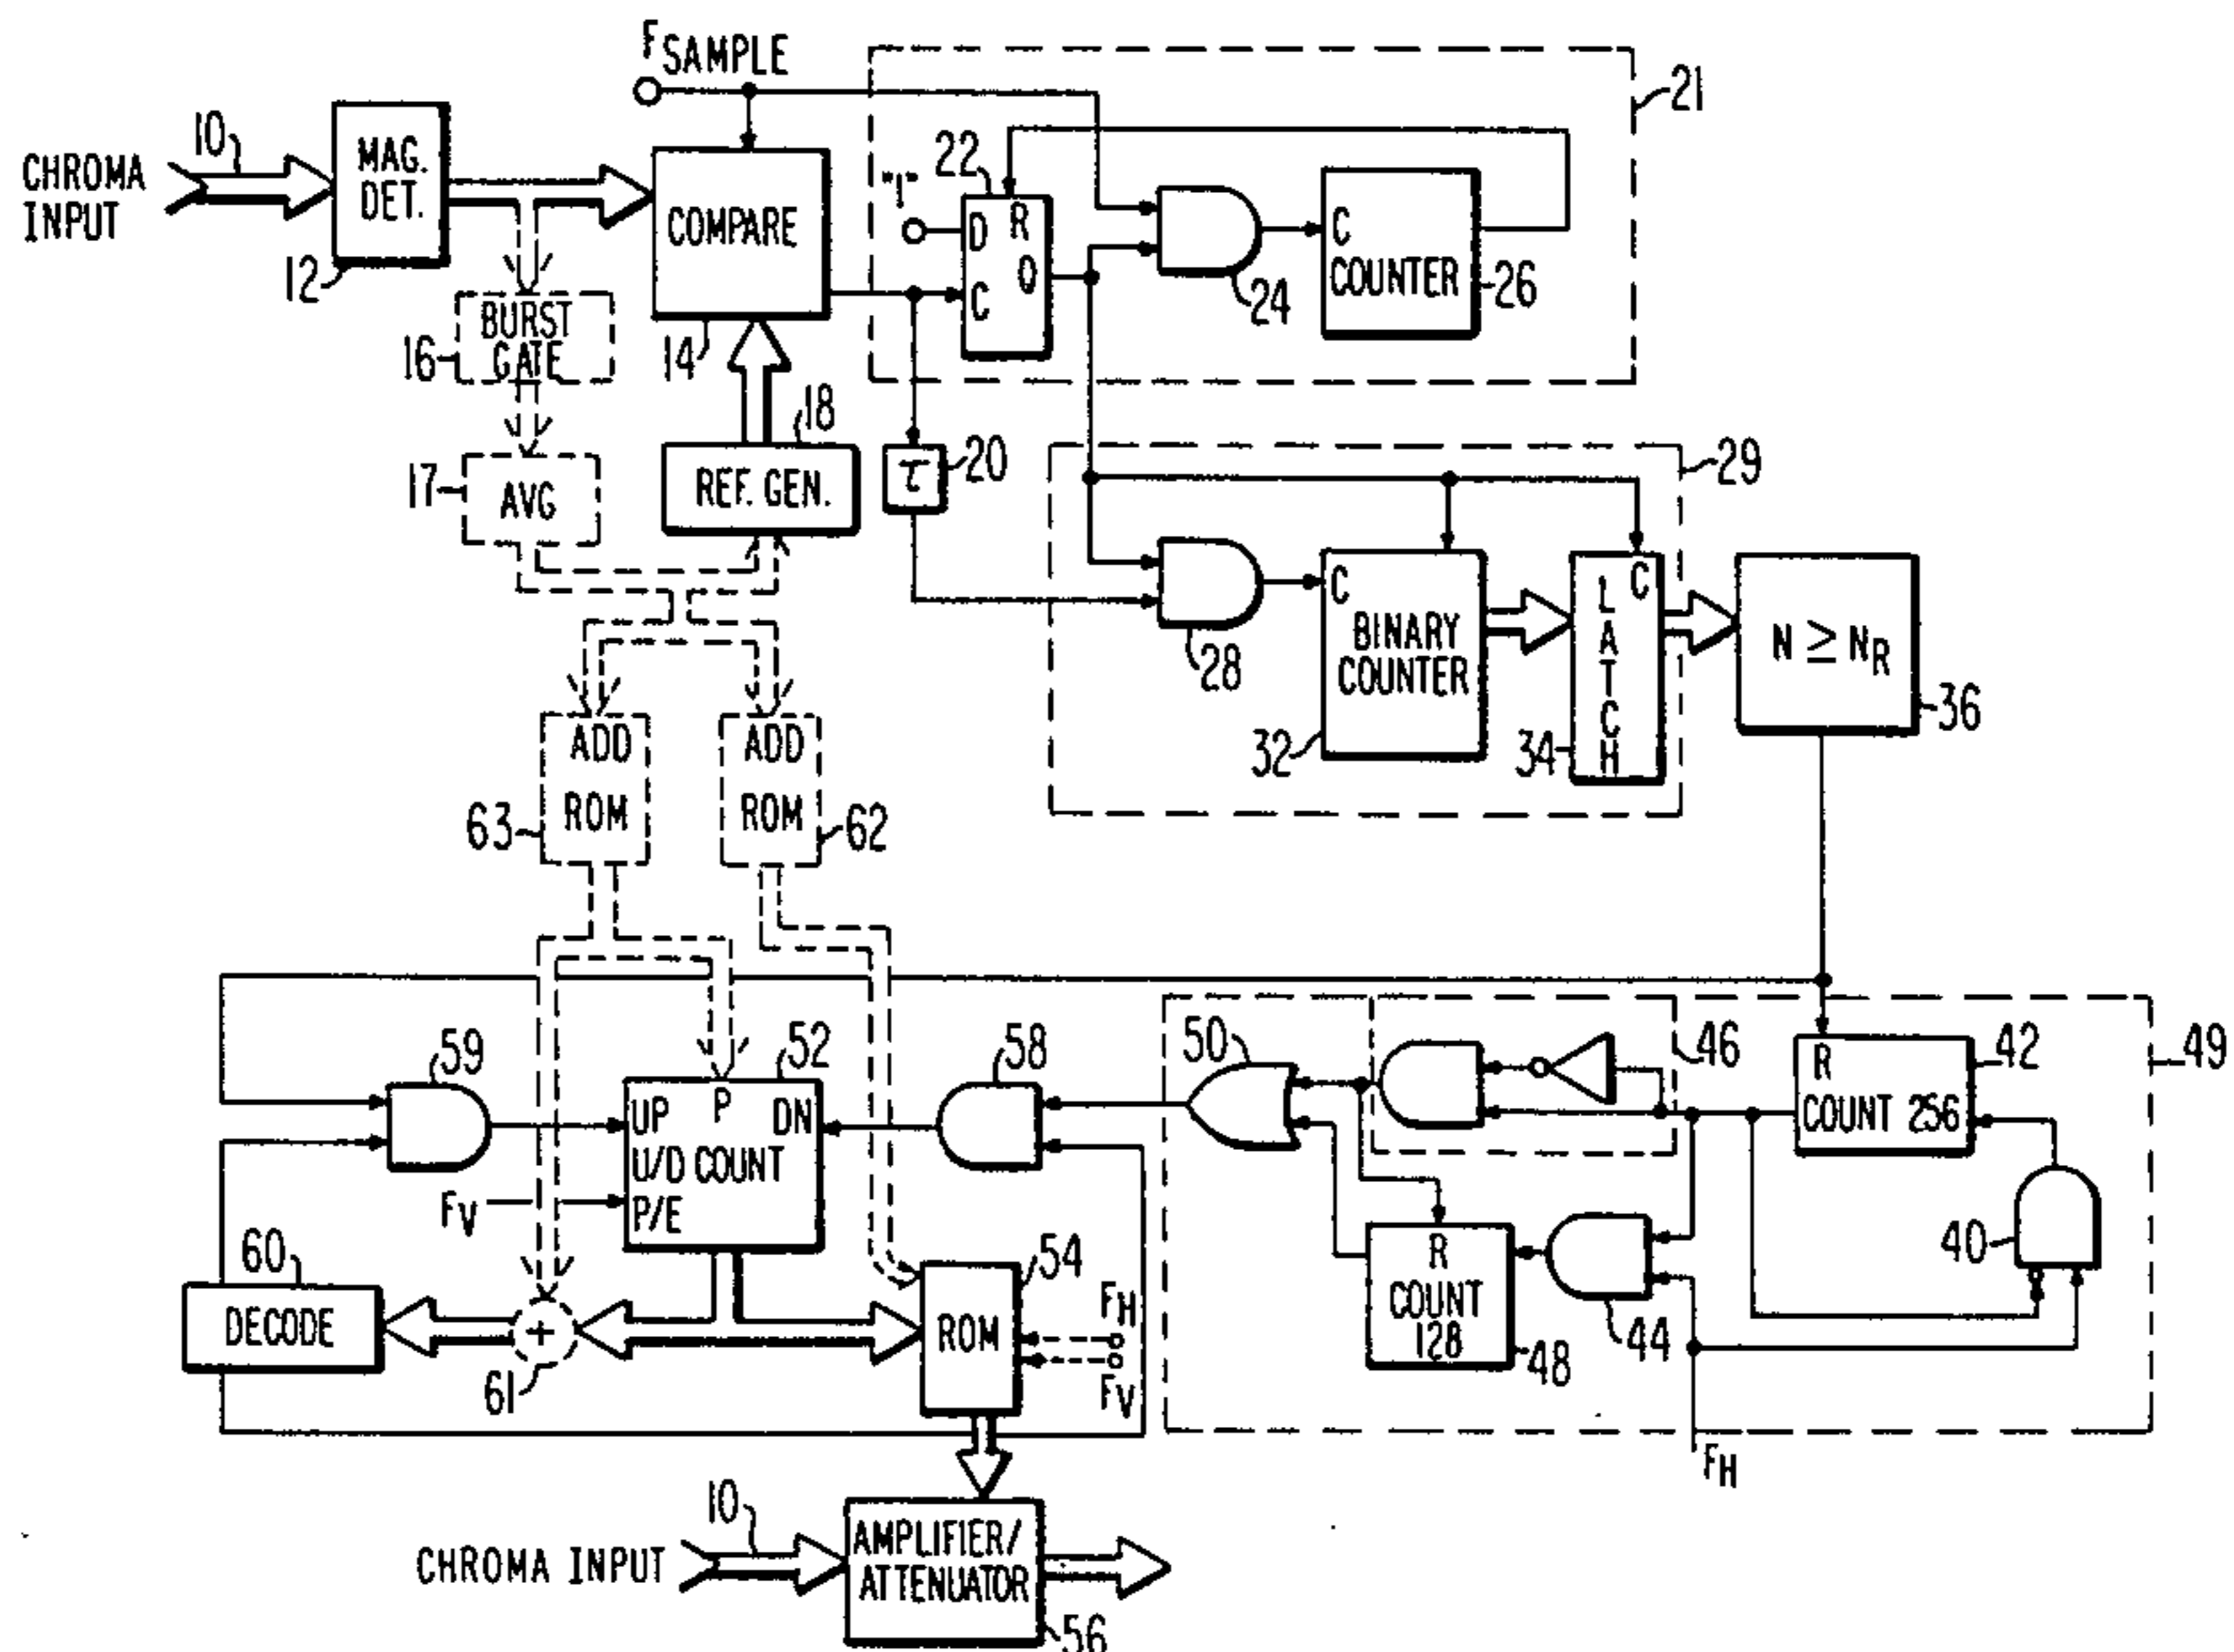 FSAMPLE
21
10
CHROMA
INPUT
MAG.
DET.
12
COMPARE
14
"1"
22
D
R
Q
C
24
C
COUNTER
26
BURST
GATE
16
17
AVG
18
REF. GEN.
τ
20
29
28
C
BINARY
COUNTER
32
C
LATCH
34
N ≥ NR
36
ADD
ROM
63
ADD
ROM
62
59
52
UP
P
DN
U/D COUNT
P/E
FV
58
50
46
R
COUNT 256
42
49
40
60
DECODE
+
61
54
ROM
FH
FV
R
COUNT
128
48
44
FH
10
CHROMA INPUT
AMPLIFIER/
ATTENUATOR
56